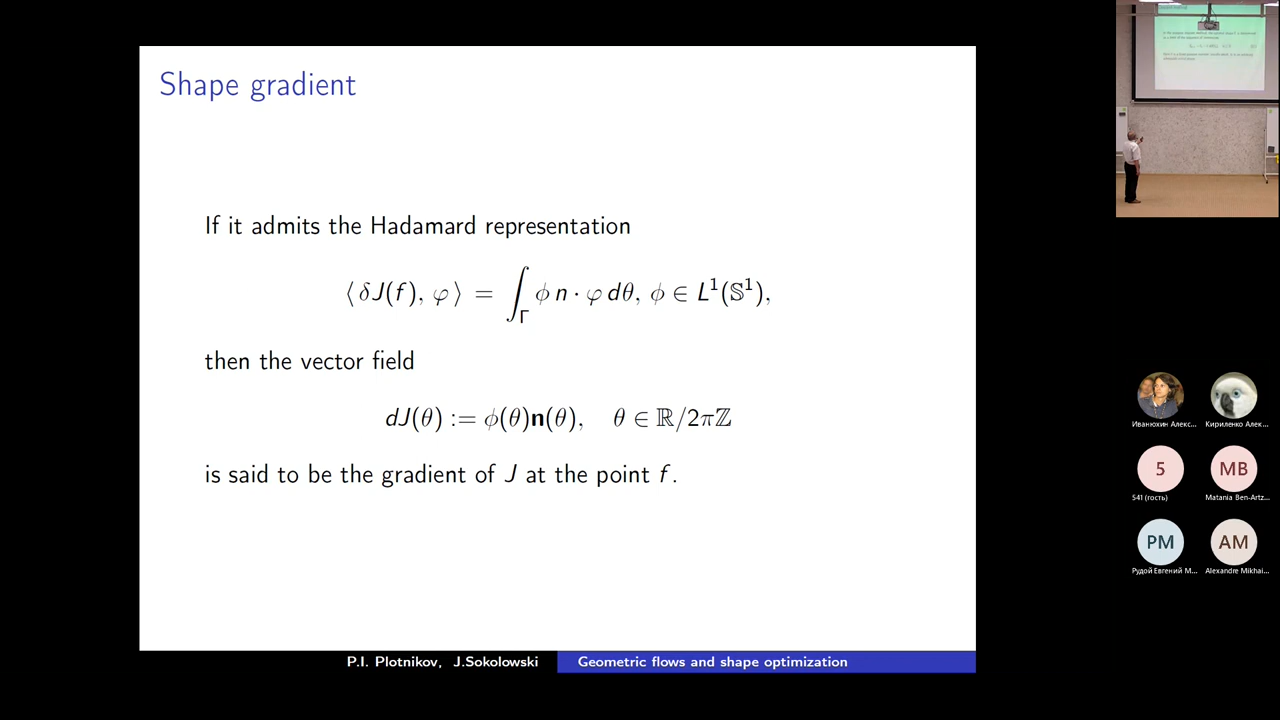 Shape gradient
If it admits the Hadamard representation
⟨ δJ(f), φ ⟩ = ∫_Γ ϕ n · φ dθ, ϕ ∈ L¹(𝕊¹),
then the vector field
dJ(θ) := ϕ(θ)n(θ), θ ∈ ℝ/2πℤ
is said to be the gradient of J at the point f.
P.I. Plotnikov, J.Sokolowski
Geometric flows and shape optimization
Иванюхин Алекс...
Кириленко Алек...
5
MB
541 (гость)
Matania Ben-Artz...
PM
AM
Рудой Евгений М...
Alexandre Mikhai...